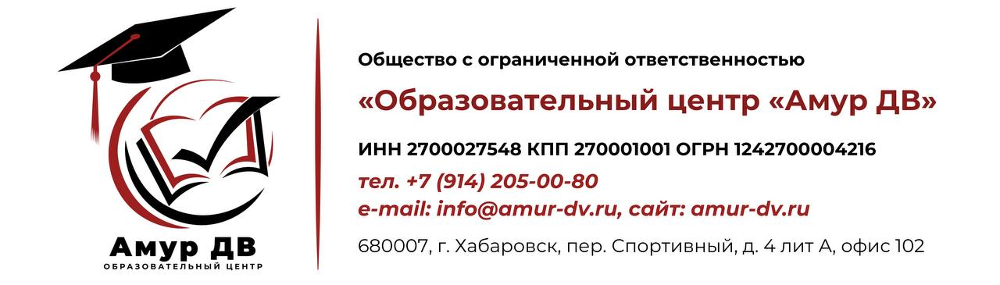 Амур ДВ
ОБРАЗОВАТЕЛЬНЫЙ ЦЕНТР
Общество с ограниченной ответственностью
«Образовательный центр «Амур ДВ»
ИНН 2700027548 КПП 270001001 ОГРН 1242700004216
тел. +7 (914) 205-00-80
e-mail: info@amur-dv.ru, сайт: amur-dv.ru
680007, г. Хабаровск, пер. Спортивный, д. 4 лит А, офис 102